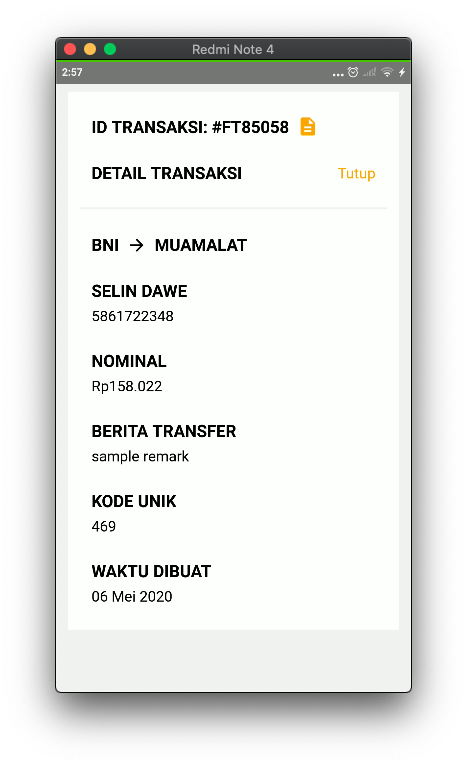 Redmi Note 4
2:57
ID TRANSAKSI: #FT85058
DETAIL TRANSAKSI
Tutup
BNI → MUAMALAT
SELIN DAWE
5861722348
NOMINAL
Rp158.022
BERITA TRANSFER
sample remark
KODE UNIK
469
WAKTU DIBUAT
06 Mei 2020